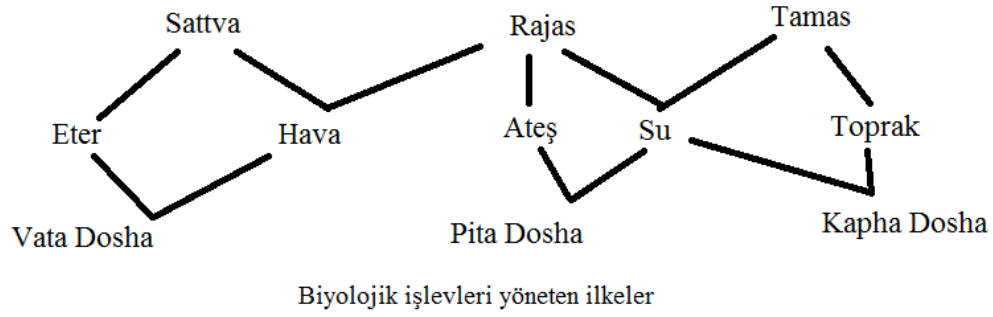 Sattva Rajas Tamas
Eter Hava Ateş Su Toprak
Vata Dosha Pita Dosha Kapha Dosha
Biyolojik işlevleri yöneten ilkeler